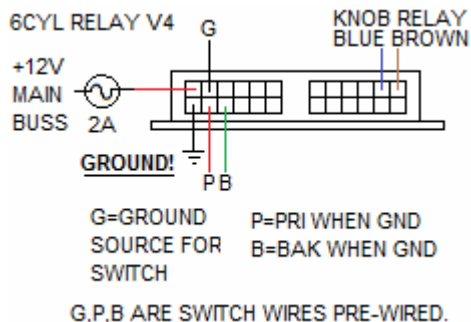 6CYL RELAY V4
G
KNOB RELAY
BLUE BROWN
+12V
MAIN
BUSS
2A
GROUND!
P B
G=GROUND
SOURCE FOR
SWITCH
P=PRI WHEN GND
B=BAK WHEN GND
G,P,B ARE SWITCH WIRES PRE-WIRED.